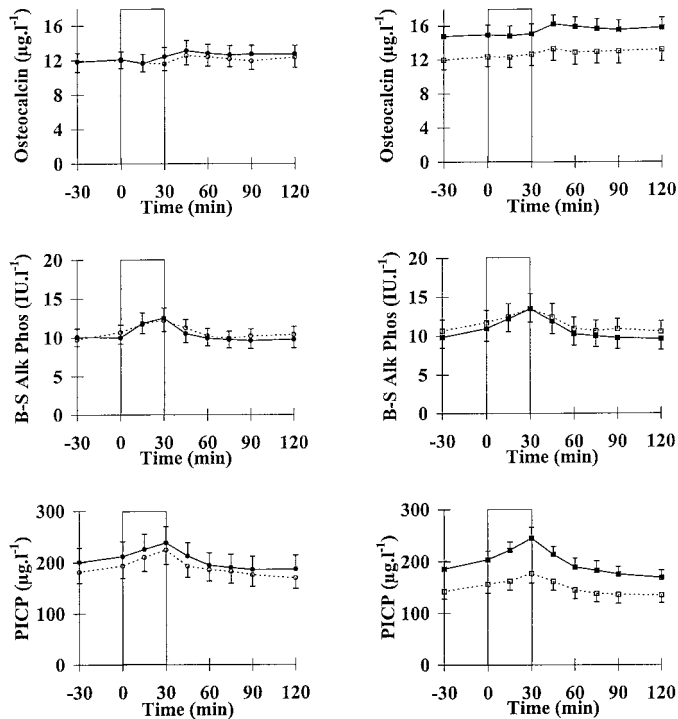 Osteocalcin (µg.l⁻¹)
16
12
8
4
0
-30 0 30 60 90 120
Time (min)
Osteocalcin (µg.l⁻¹)
16
12
8
4
0
-30 0 30 60 90 120
Time (min)
B-S Alk Phos (IU.l⁻¹)
20
15
10
5
0
-30 0 30 60 90 120
Time (min)
B-S Alk Phos (IU.l⁻¹)
20
15
10
5
0
-30 0 30 60 90 120
Time (min)
PICP (µg.l⁻¹)
300
200
100
0
-30 0 30 60 90 120
Time (min)
PICP (µg.l⁻¹)
300
200
100
0
-30 0 30 60 90 120
Time (min)